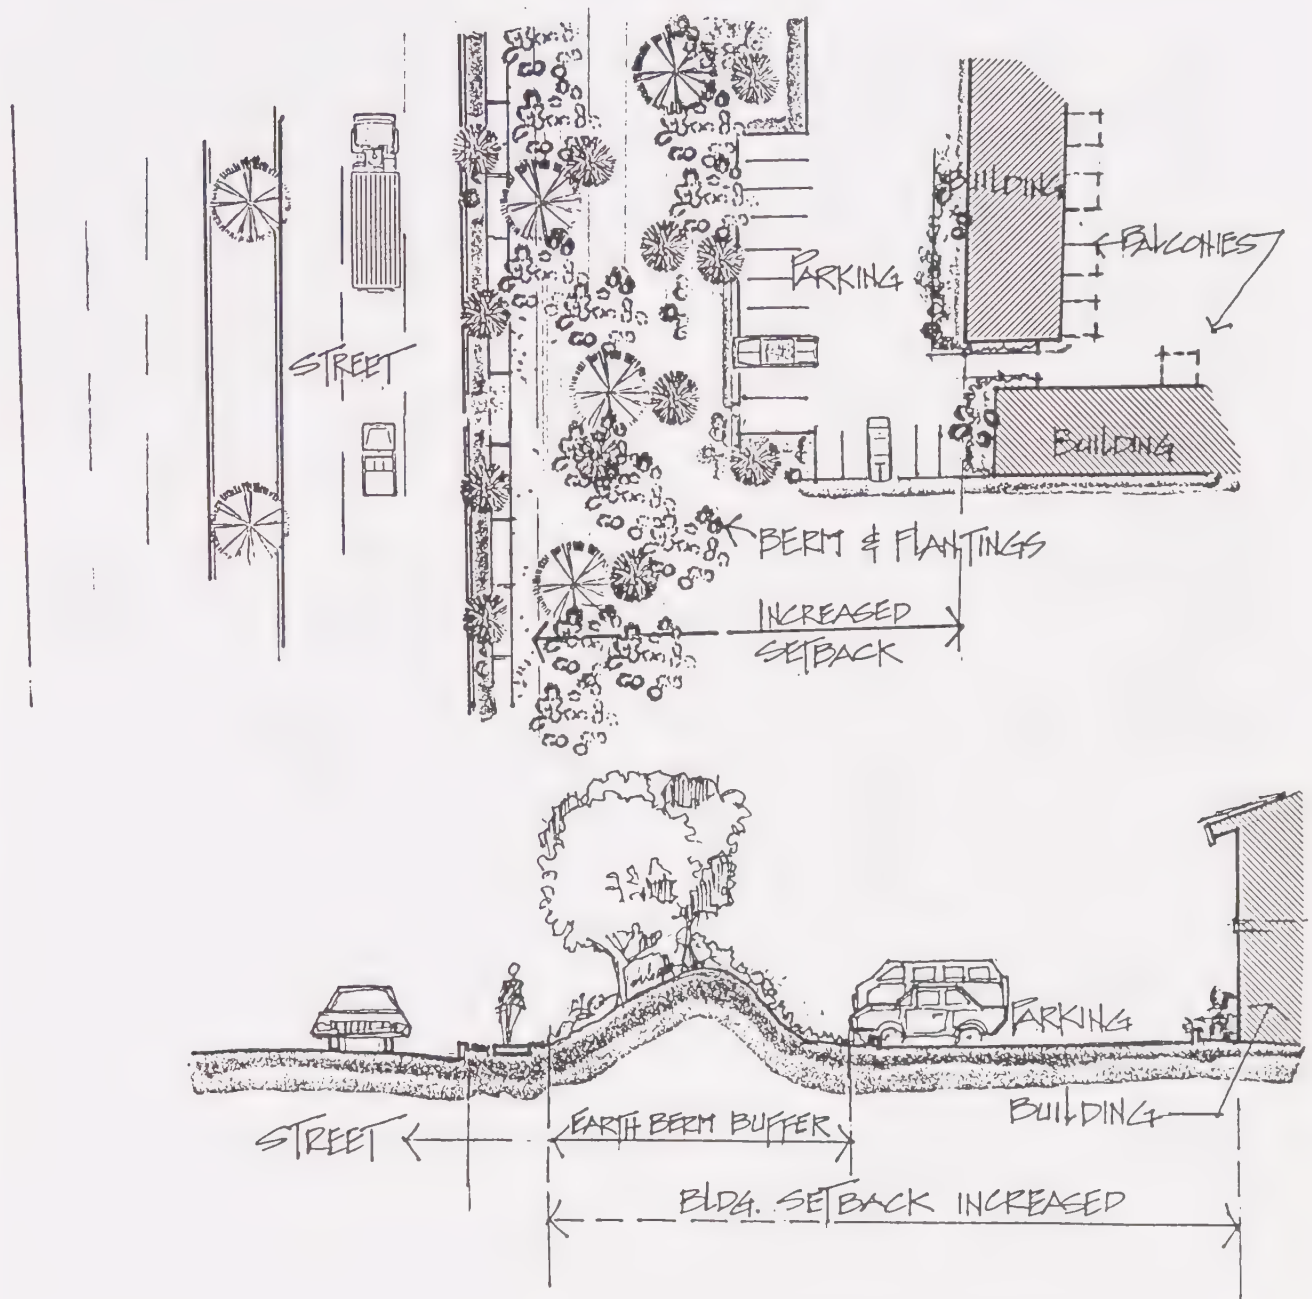 BUILDING
BALCONIES
PARKING
STREET
BUILDING
BERM & PLANTINGS
INCREASED
SETBACK
PARKING
BUILDING
EARTH BERM BUFFER
STREET
BLDG. SETBACK INCREASED